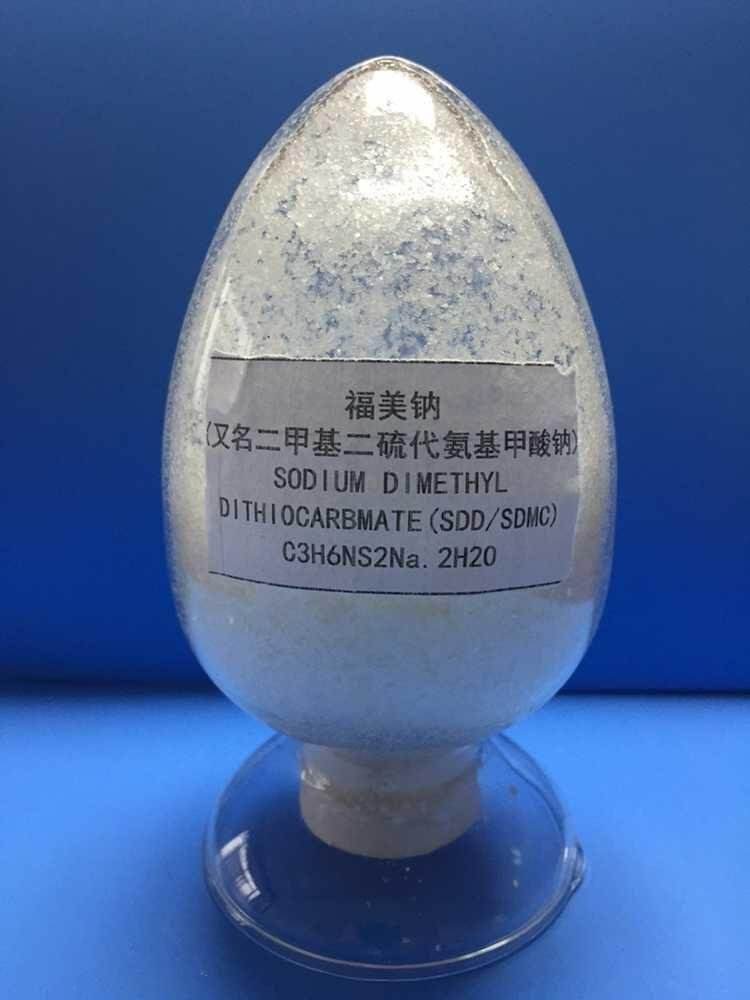 福美钠
(又名二甲基二硫代氨基甲酸钠)
SODIUM DIMETHYL
DITHIOCARBMATE(SDD/SDMC)
C3H6NS2Na.2H2O